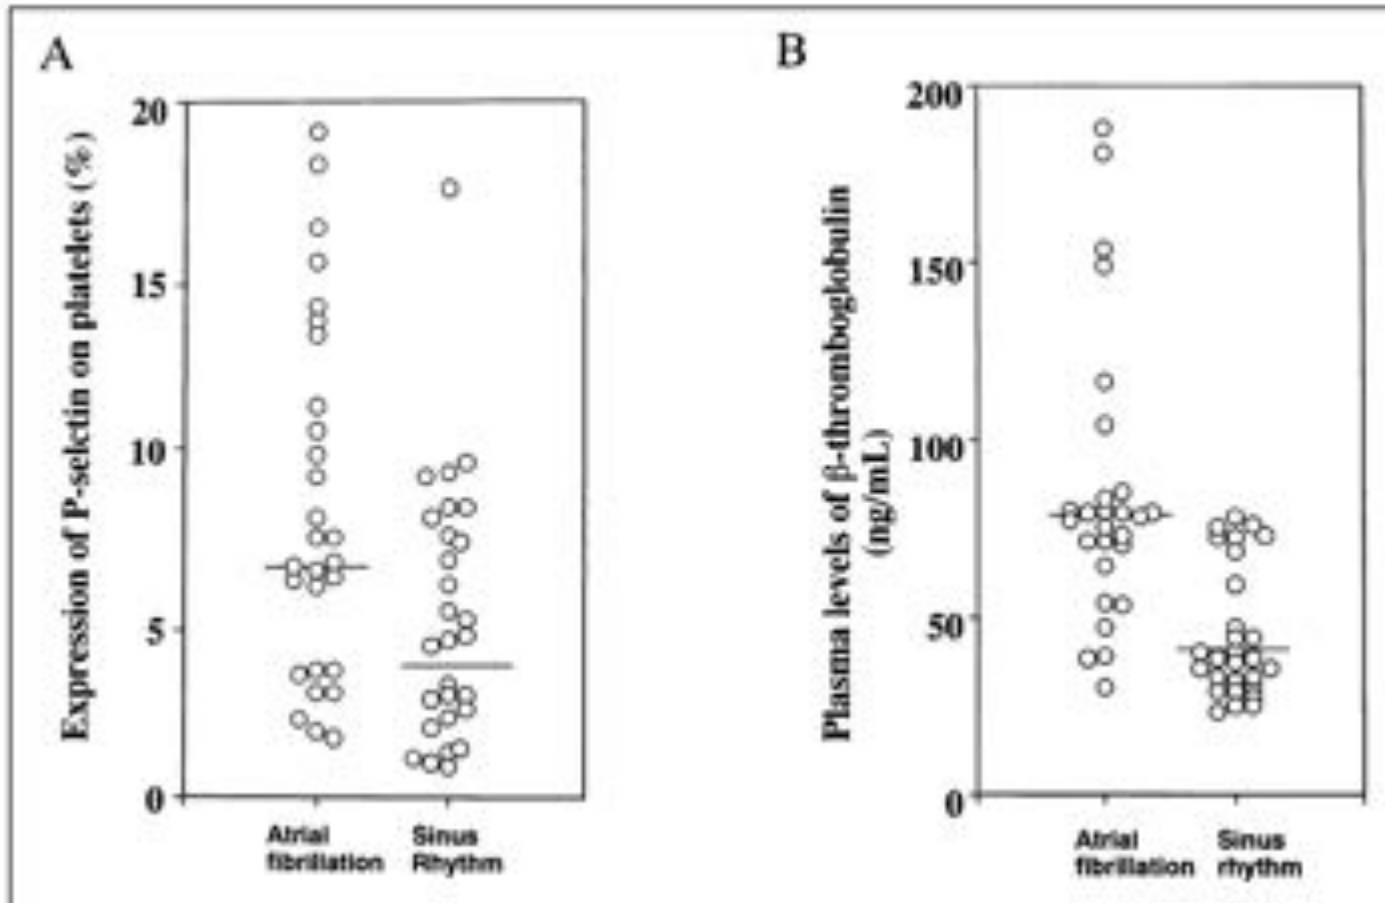 A
Expression of P-selctin on platelets (%)
20
15
10
5
0
Atrial
fibrillation
Sinus
Rhythm
B
Plasma levels of β-thromboglobulin
(ng/mL)
200
150
100
50
0
Atrial
fibrillation
Sinus
rhythm